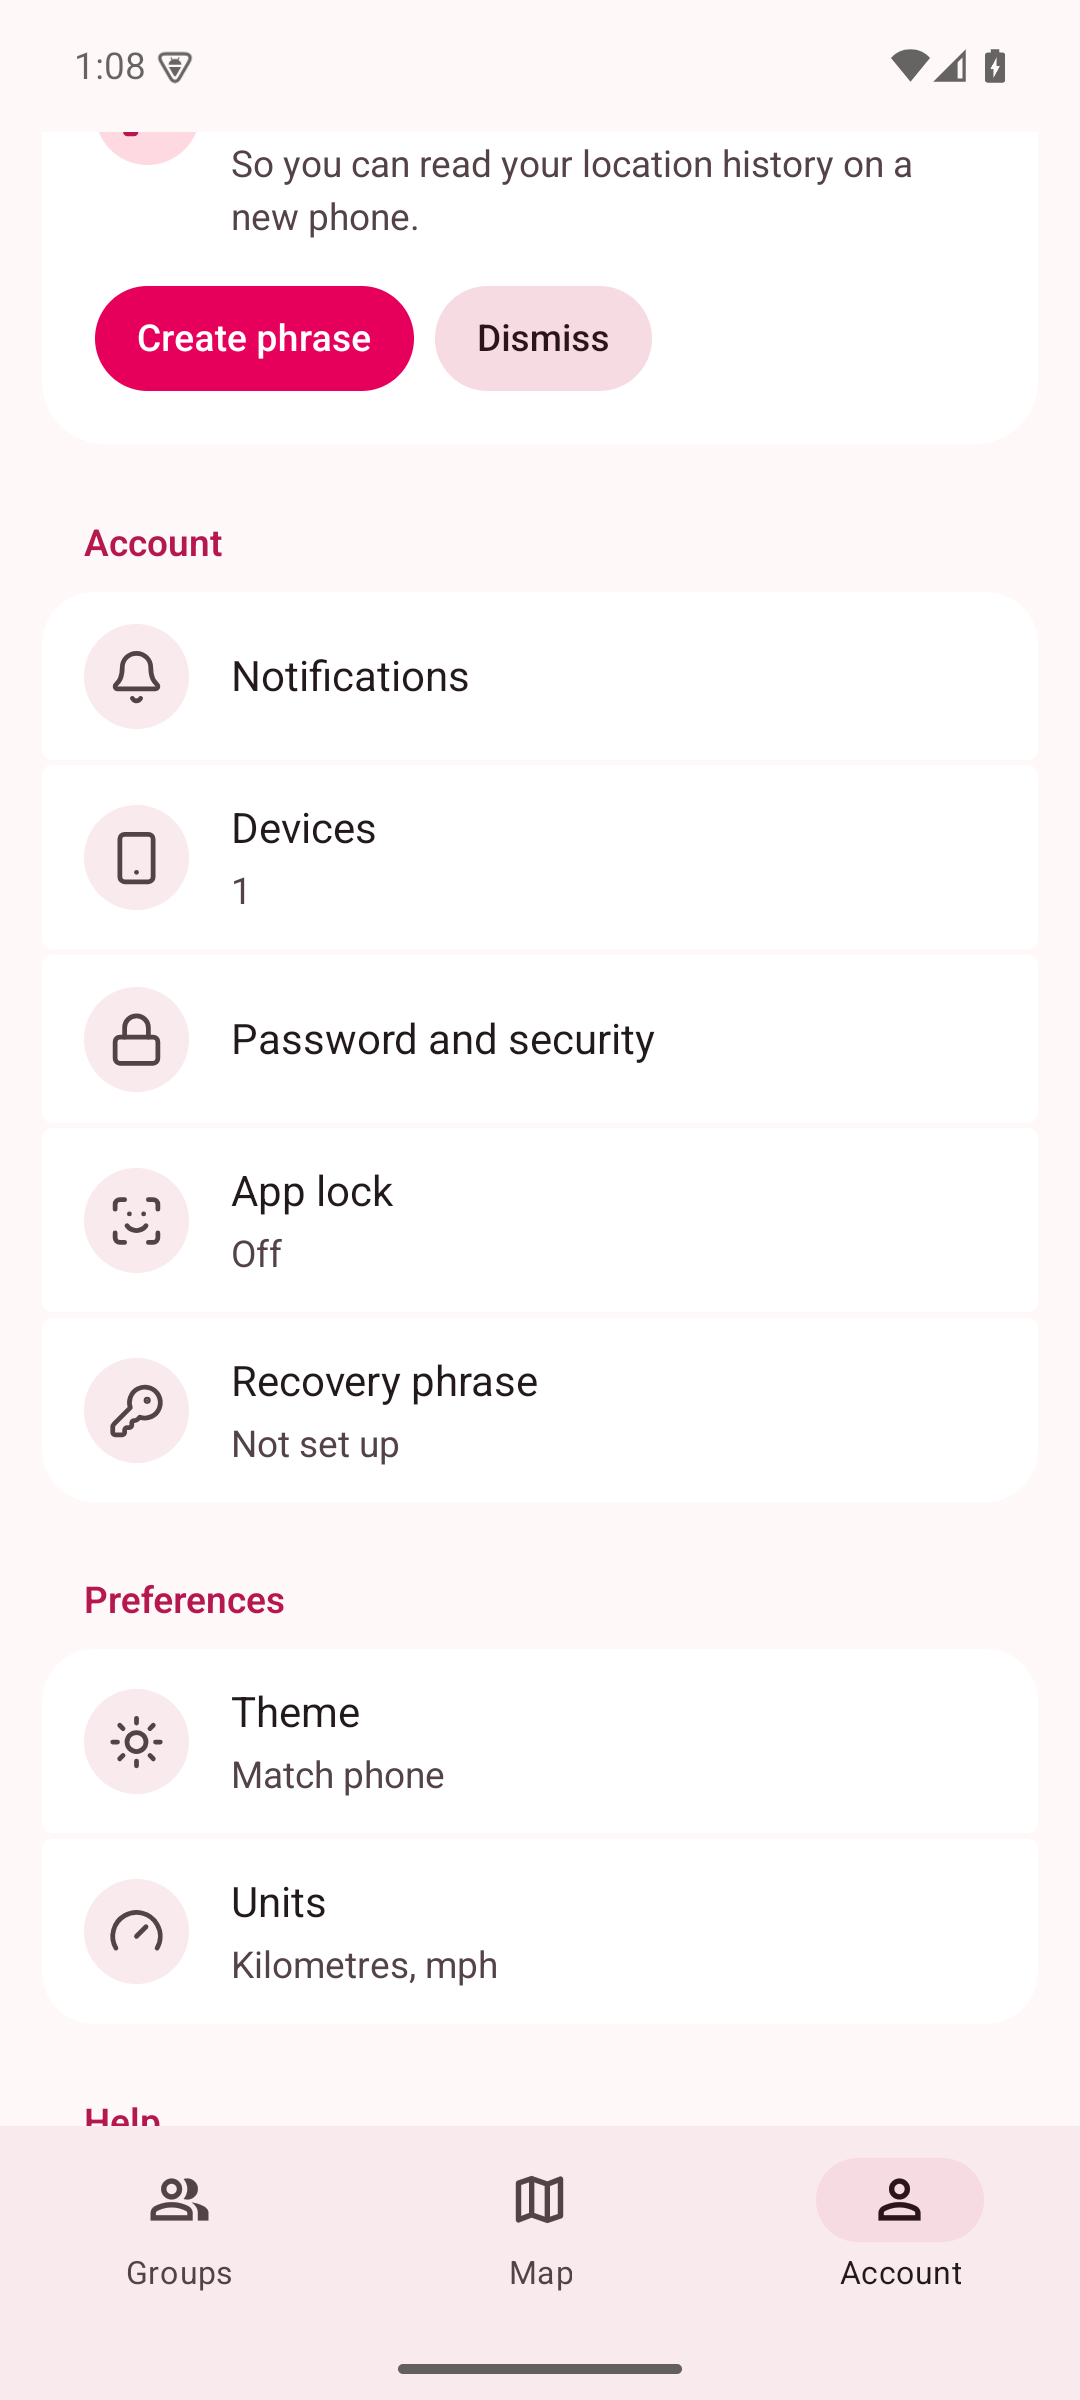 1:08
So you can read your location history on a
new phone.
Create phrase
Dismiss
Account
Notifications
Devices
1
Password and security
App lock
Off
Recovery phrase
Not set up
Preferences
Theme
Match phone
Units
Kilometres, mph
Help
Groups
Map
Account